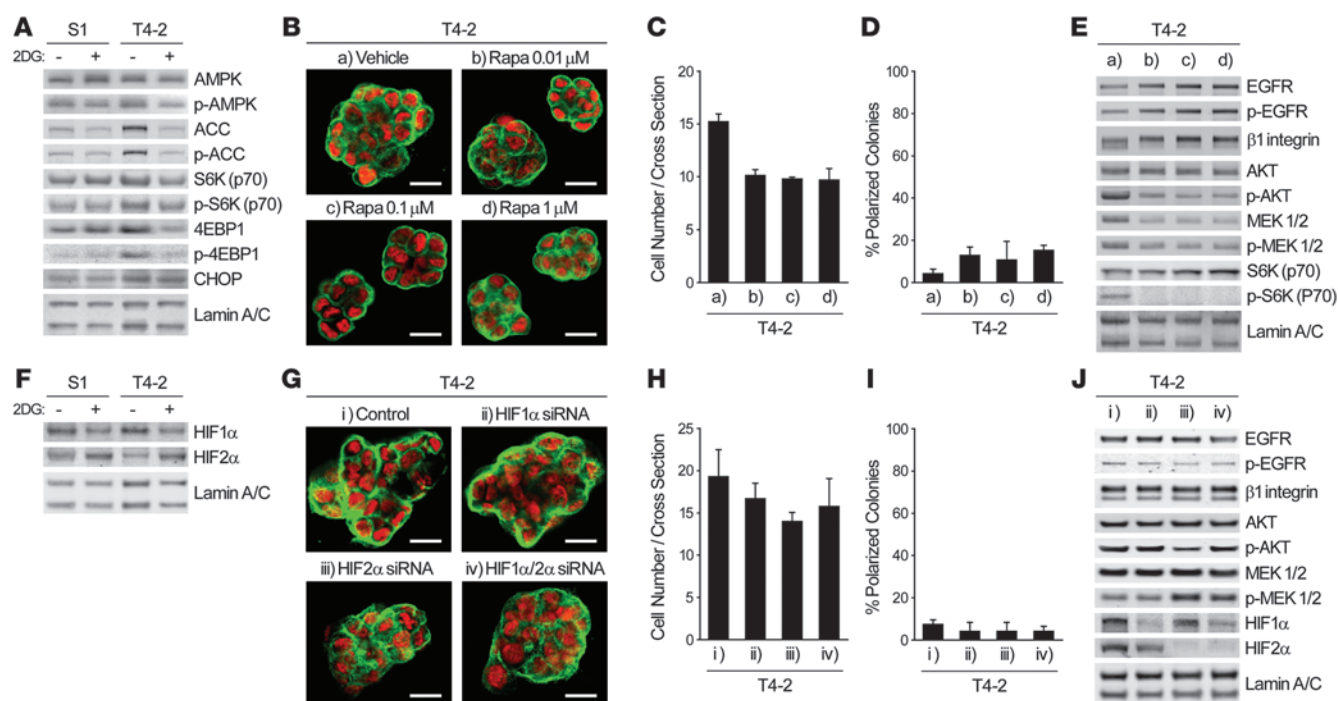 A
S1 T4-2
2DG: - + - +
AMPK
p-AMPK
ACC
p-ACC
S6K (p70)
p-S6K (p70)
4EBP1
p-4EBP1
CHOP
Lamin A/C
B
T4-2
a) Vehicle b) Rapa 0.01 μM
c) Rapa 0.1 μM d) Rapa 1 μM
C
Cell Number / Cross Section
20
15
10
5
0
a) b) c) d)
T4-2
D
% Polarized Colonies
100
80
60
40
20
0
a) b) c) d)
T4-2
E
T4-2
a) b) c) d)
EGFR
p-EGFR
β1 integrin
AKT
p-AKT
MEK 1/2
p-MEK 1/2
S6K (p70)
p-S6K (P70)
Lamin A/C
F
S1 T4-2
2DG: - + - +
HIF1α
HIF2α
Lamin A/C
G
T4-2
i) Control ii) HIF1α siRNA
iii) HIF2α siRNA iv) HIF1α/2α siRNA
H
Cell Number / Cross Section
25
20
15
10
5
0
i) ii) iii) iv)
T4-2
I
% Polarized Colonies
100
80
60
40
20
0
i) ii) iii) iv)
T4-2
J
T4-2
i) ii) iii) iv)
EGFR
p-EGFR
β1 integrin
AKT
p-AKT
MEK 1/2
p-MEK 1/2
HIF1α
HIF2α
Lamin A/C